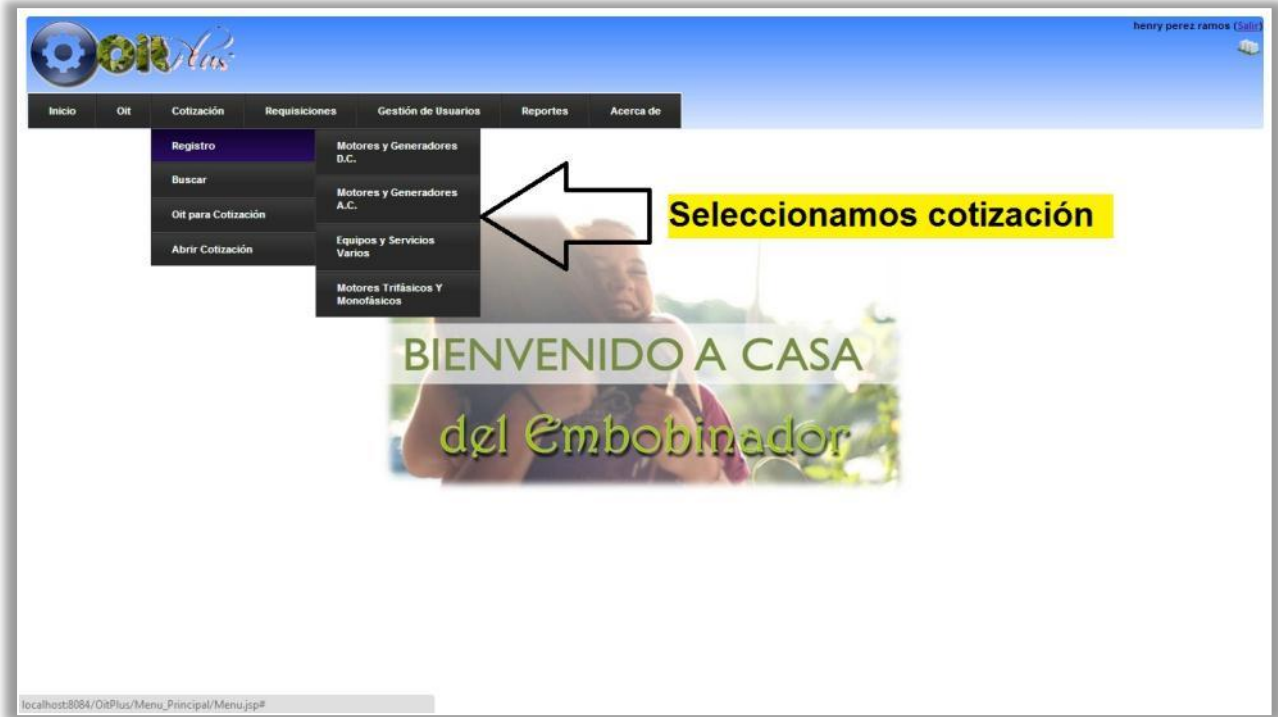 henry perez ramos (Salir)
OitPlus
Inicio Oit Cotización Requisiciones Gestión de Usuarios Reportes Acerca de
Registro
Buscar
Oit para Cotización
Abrir Cotización
Motores y Generadores
D.C.
Motores y Generadores
A.C.
Equipos y Servicios
Varios
Motores Trifásicos Y
Monofásicos
Seleccionamos cotización
BIENVENIDO A CASA
del Embobinador
localhost:8084/OitPlus/Menu_Principal/Menu.jsp#